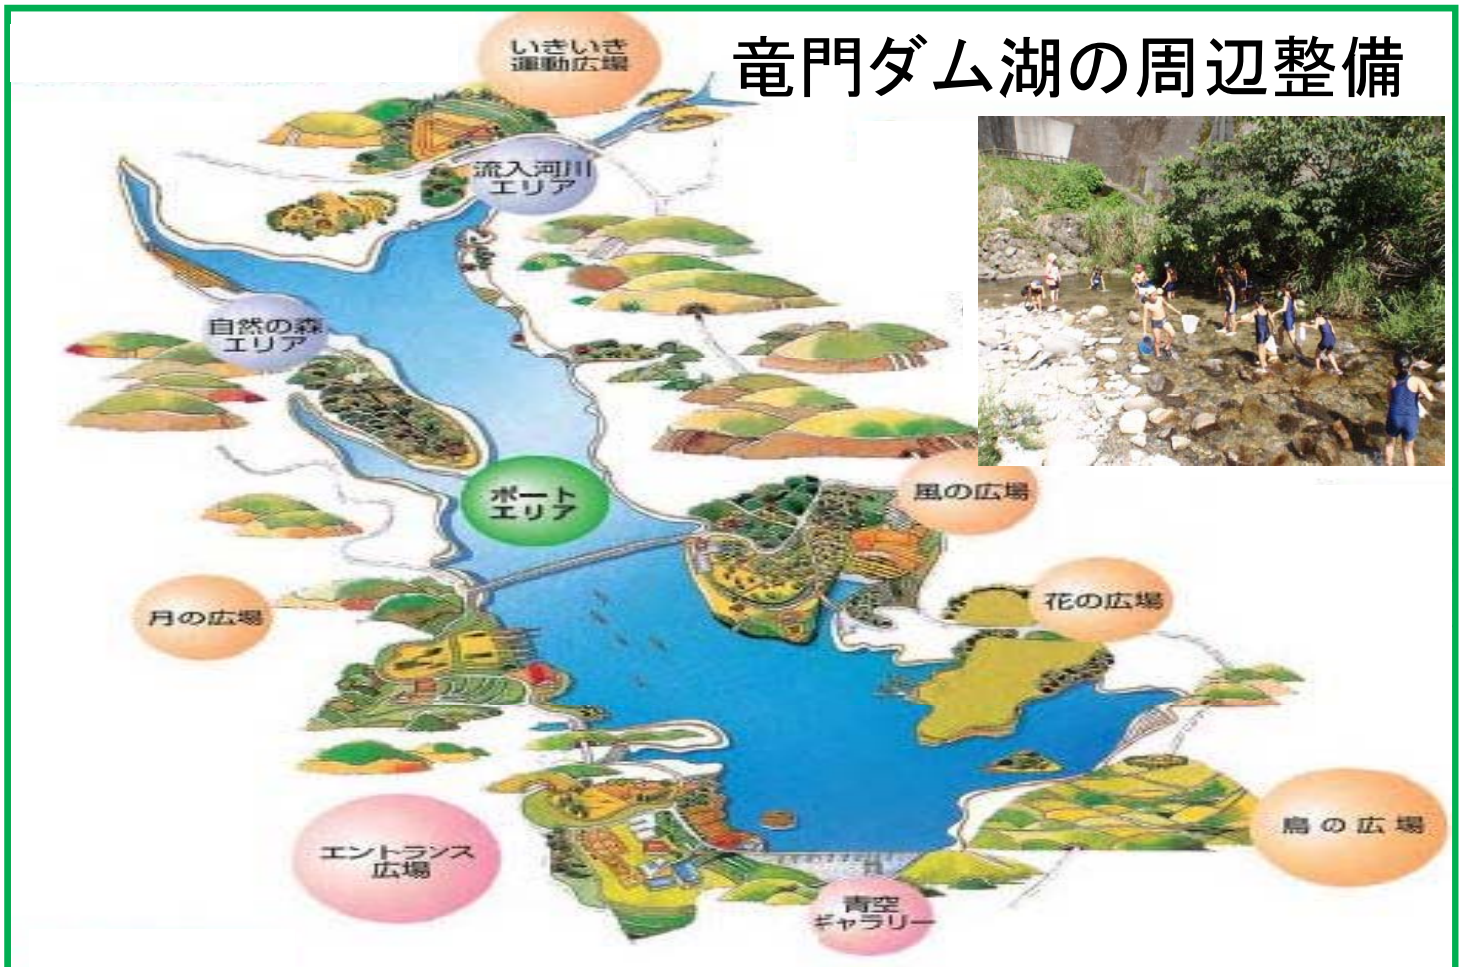 竜門ダム湖の周辺整備
いきいき
運動広場
流入河川
エリア
自然の森
エリア
ボート
エリア
風の広場
花の広場
月の広場
鳥の広場
エントランス
広場
青空
ギャラリー